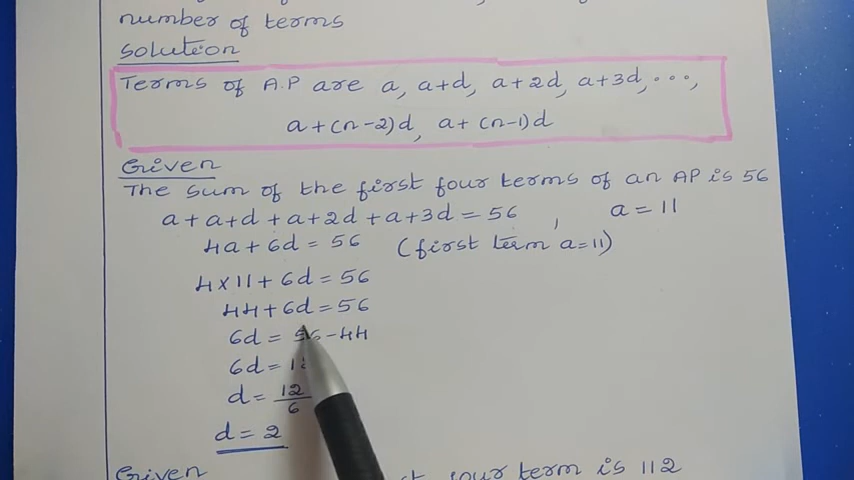 number of terms
Solution
Terms of A.P are a, a+d, a+2d, a+3d, ...,
a+(n-2)d, a+(n-1)d
Given
The sum of the first four terms of an AP is 56
a+a+d+a+2d+a+3d=56 , a=11
4a+6d=56 (first term a=11)
4×11+6d=56
44+6d=56
6d=56-44
6d=12
d=12/6
d=2
Given four term is 112